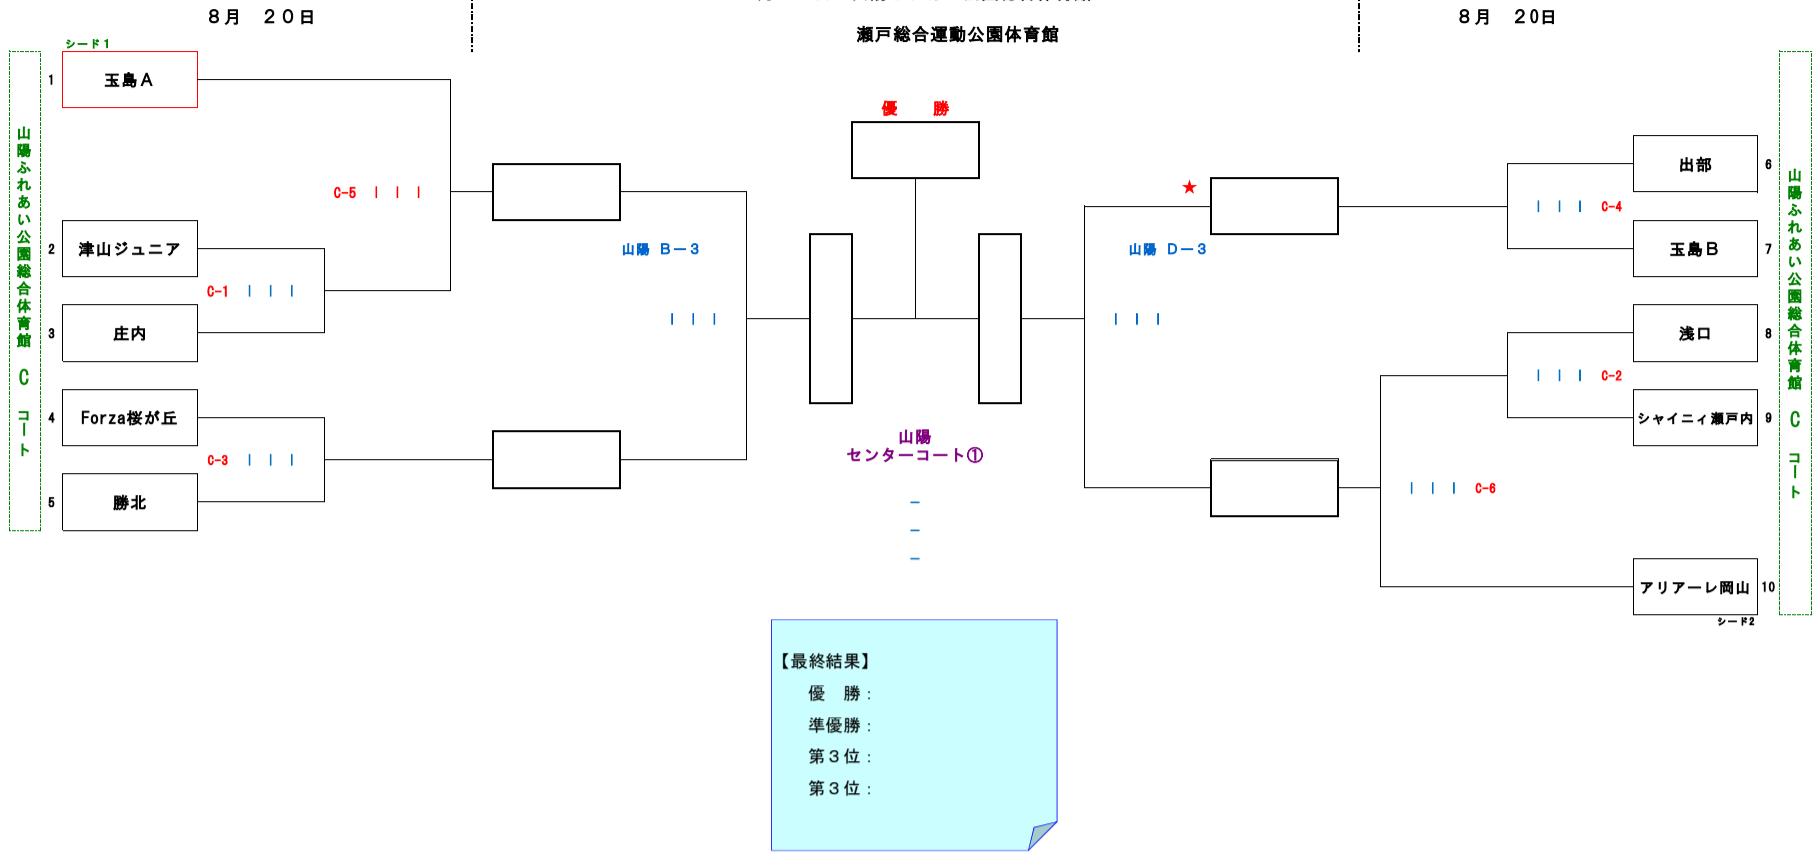 ８月　２０日
８月　２０日
瀬戸総合運動公園体育館
シード１
1
玉島Ａ
優　勝
山陽ふれあい公園総合体育館　Ｃ　コート
出部
6
C-5
★
C-4
山陽ふれあい公園総合体育館　Ｃ　コート
2
津山ジュニア
山陽 Ｂ－３
山陽 Ｄ－３
玉島Ｂ
7
C-1
3
庄内
浅口
8
C-2
4
Forza桜が丘
シャイニィ瀬戸内
9
山陽
センターコート①
C-3
5
勝北
C-6
－
－
－
アリアーレ岡山
10
シード2
【最終結果】
優　勝：
準優勝：
第３位：
第３位：